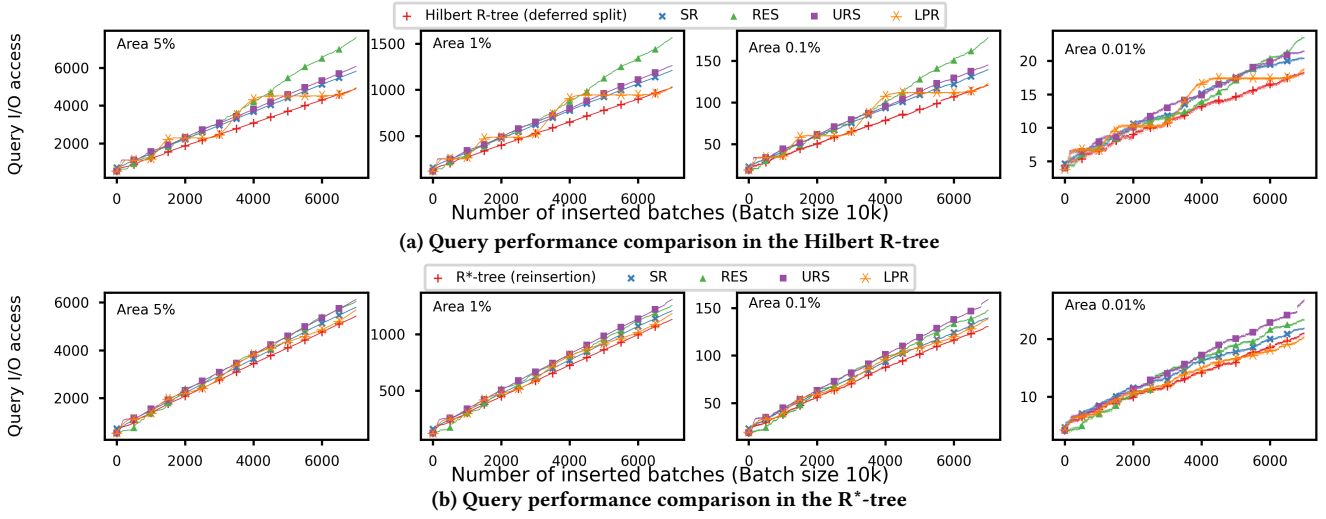 Hilbert R-tree (deferred split) SR RES URS LPR
Query I/O access
Area 5%
6000
4000
2000
0 2000 4000 6000
Area 1%
1500
1000
500
0 2000 4000 6000
Area 0.1%
150
100
50
0 2000 4000 6000
Area 0.01%
20
15
10
5
0 2000 4000 6000
Number of inserted batches (Batch size 10k)
(a) Query performance comparison in the Hilbert R-tree
R*-tree (reinsertion) SR RES URS LPR
Query I/O access
Area 5%
6000
4000
2000
0 2000 4000 6000
Area 1%
1000
500
0 2000 4000 6000
Area 0.1%
150
100
50
0 2000 4000 6000
Area 0.01%
20
10
0 2000 4000 6000
Number of inserted batches (Batch size 10k)
(b) Query performance comparison in the R*-tree